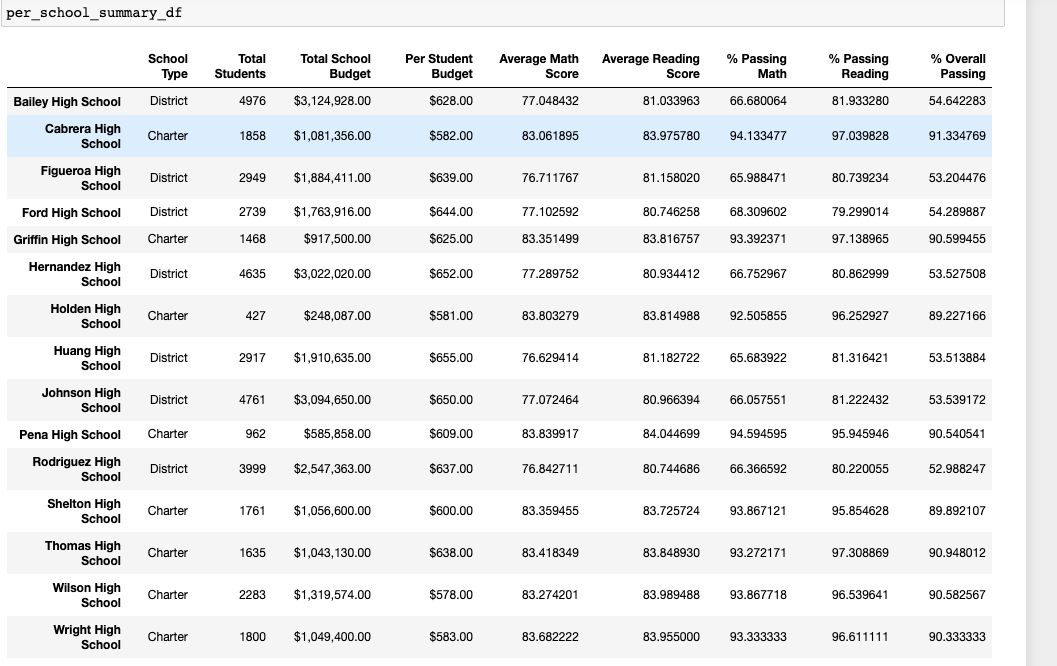 per_school_summary_df
School Type Total Students Total School Budget Per Student Budget Average Math Score Average Reading Score % Passing Math % Passing Reading % Overall Passing
Bailey High School District 4976 $3,124,928.00 $628.00 77.048432 81.033963 66.680064 81.933280 54.642283
Cabrera High School Charter 1858 $1,081,356.00 $582.00 83.061895 83.975780 94.133477 97.039828 91.334769
Figueroa High School District 2949 $1,884,411.00 $639.00 76.711767 81.158020 65.988471 80.739234 53.204476
Ford High School District 2739 $1,763,916.00 $644.00 77.102592 80.746258 68.309602 79.299014 54.289887
Griffin High School Charter 1468 $917,500.00 $625.00 83.351499 83.816757 93.392371 97.138965 90.599455
Hernandez High School District 4635 $3,022,020.00 $652.00 77.289752 80.934412 66.752967 80.862999 53.527508
Holden High School Charter 427 $248,087.00 $581.00 83.803279 83.814988 92.505855 96.252927 89.227166
Huang High School District 2917 $1,910,635.00 $655.00 76.629414 81.182722 65.683922 81.316421 53.513884
Johnson High School District 4761 $3,094,650.00 $650.00 77.072464 80.966394 66.057551 81.222432 53.539172
Pena High School Charter 962 $585,858.00 $609.00 83.839917 84.044699 94.594595 95.945946 90.540541
Rodriguez High School District 3999 $2,547,363.00 $637.00 76.842711 80.744686 66.366592 80.220055 52.988247
Shelton High School Charter 1761 $1,056,600.00 $600.00 83.359455 83.725724 93.867121 95.854628 89.892107
Thomas High School Charter 1635 $1,043,130.00 $638.00 83.418349 83.848930 93.272171 97.308869 90.948012
Wilson High School Charter 2283 $1,319,574.00 $578.00 83.274201 83.989488 93.867718 96.539641 90.582567
Wright High School Charter 1800 $1,049,400.00 $583.00 83.682222 83.955000 93.333333 96.611111 90.333333